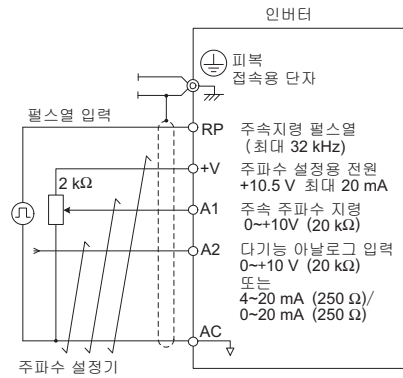 인버터
피복
접속용 단자
펄스열 입력
RP 주속지령 펄스열
(최대 32 kHz)
+V 주파수 설정용 전원
+10.5 V 최대 20 mA
2 kΩ
A1 주속 주파수 지령
0~+10V (20 kΩ)
A2 다기능 아날로그 입력
0~+10 V (20 kΩ)
또는
4~20 mA (250 Ω)/
0~20 mA (250 Ω)
AC
주파수 설정기